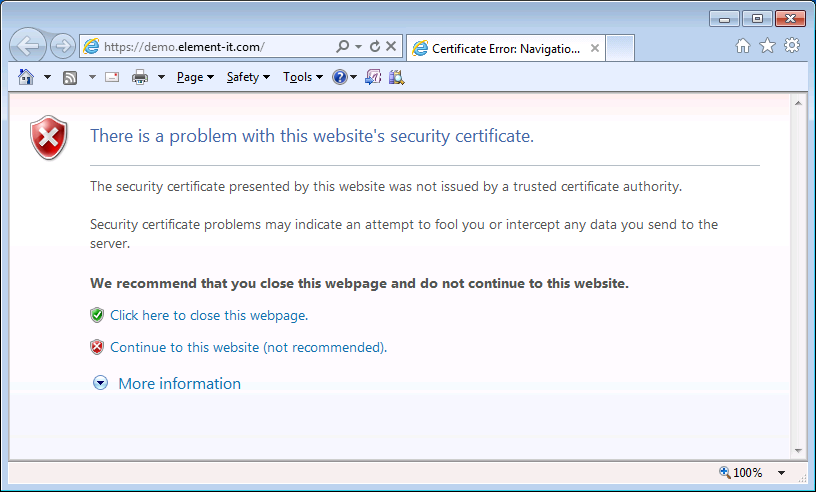 https://demo.element-it.com/
Certificate Error: Navigatio...
Page
Safety
Tools
There is a problem with this website's security certificate.
The security certificate presented by this website was not issued by a trusted certificate authority.
Security certificate problems may indicate an attempt to fool you or intercept any data you send to the
server.
We recommend that you close this webpage and do not continue to this website.
Click here to close this webpage.
Continue to this website (not recommended).
More information
100%